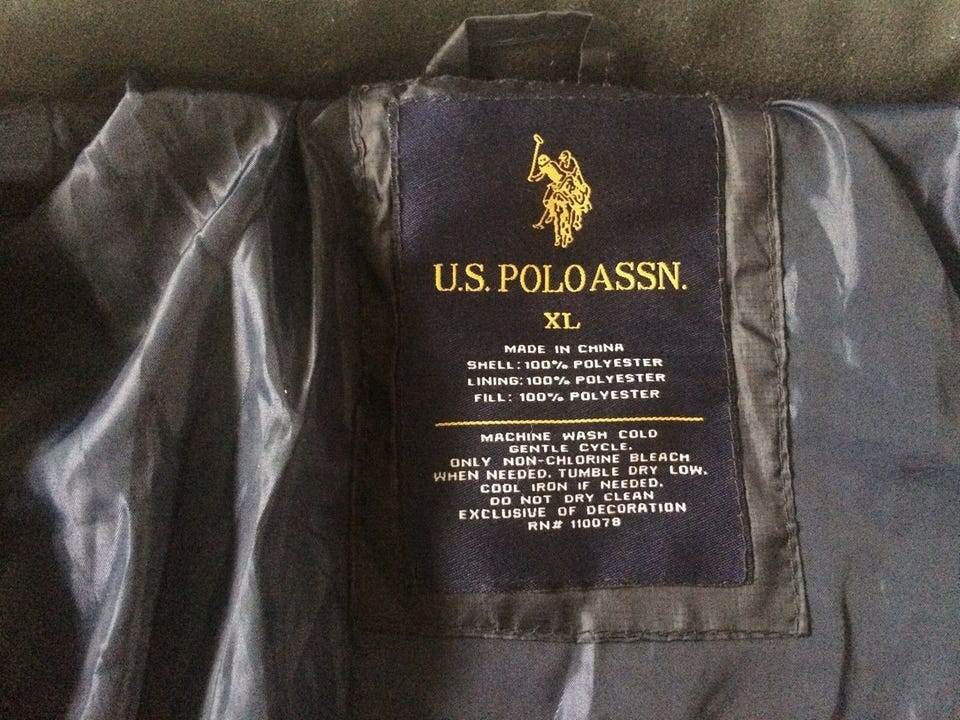 U.S. POLO ASSN.
XL
MADE IN CHINA
SHELL: 100% POLYESTER
LINING: 100% POLYESTER
FILL: 100% POLYESTER
MACHINE WASH COLD
GENTLE CYCLE.
ONLY NON-CHLORINE BLEACH
WHEN NEEDED. TUMBLE DRY LOW.
COOL IRON IF NEEDED.
DO NOT DRY CLEAN
EXCLUSIVE OF DECORATION
RN# 110078